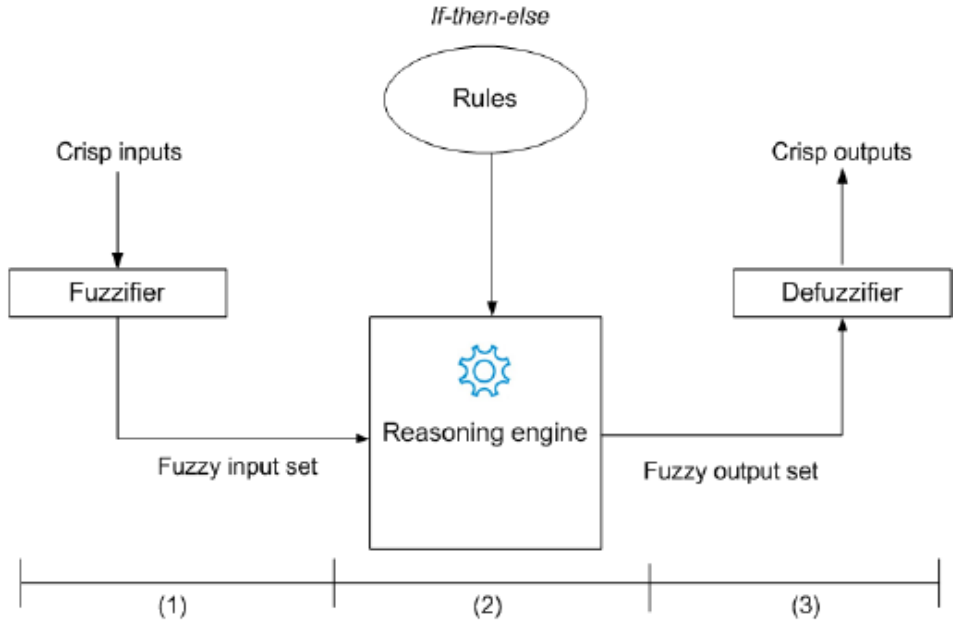 If-then-else
Rules
Crisp inputs
Crisp outputs
Fuzzifier
Defuzzifier
Reasoning engine
Fuzzy input set
Fuzzy output set
(1)
(2)
(3)